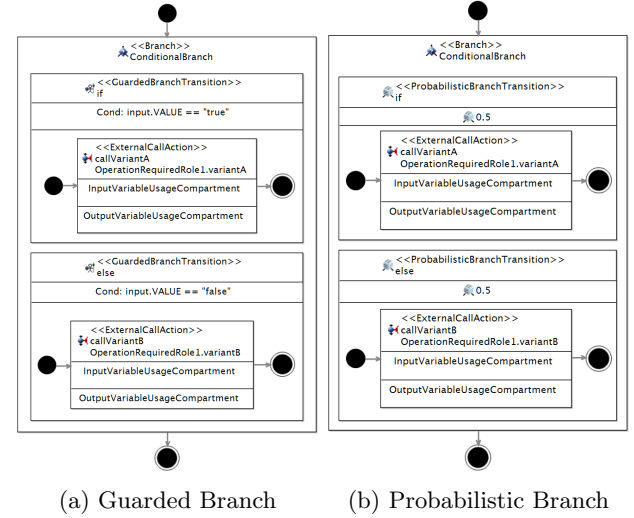 <<Branch>>
ConditionalBranch
<<GuardedBranchTransition>>
if
Cond: input.VALUE == "true"
<<ExternalCallAction>>
callVariantA
OperationRequiredRole1.variantA
InputVariableUsageCompartment
OutputVariableUsageCompartment
<<GuardedBranchTransition>>
else
Cond: input.VALUE == "false"
<<ExternalCallAction>>
callVariantB
OperationRequiredRole1.variantB
InputVariableUsageCompartment
OutputVariableUsageCompartment
(a) Guarded Branch
<<Branch>>
ConditionalBranch
<<ProbabilisticBranchTransition>>
if
0.5
<<ExternalCallAction>>
callVariantA
OperationRequiredRole1.variantA
InputVariableUsageCompartment
OutputVariableUsageCompartment
<<ProbabilisticBranchTransition>>
else
0.5
<<ExternalCallAction>>
callVariantB
OperationRequiredRole1.variantB
InputVariableUsageCompartment
OutputVariableUsageCompartment
(b) Probabilistic Branch